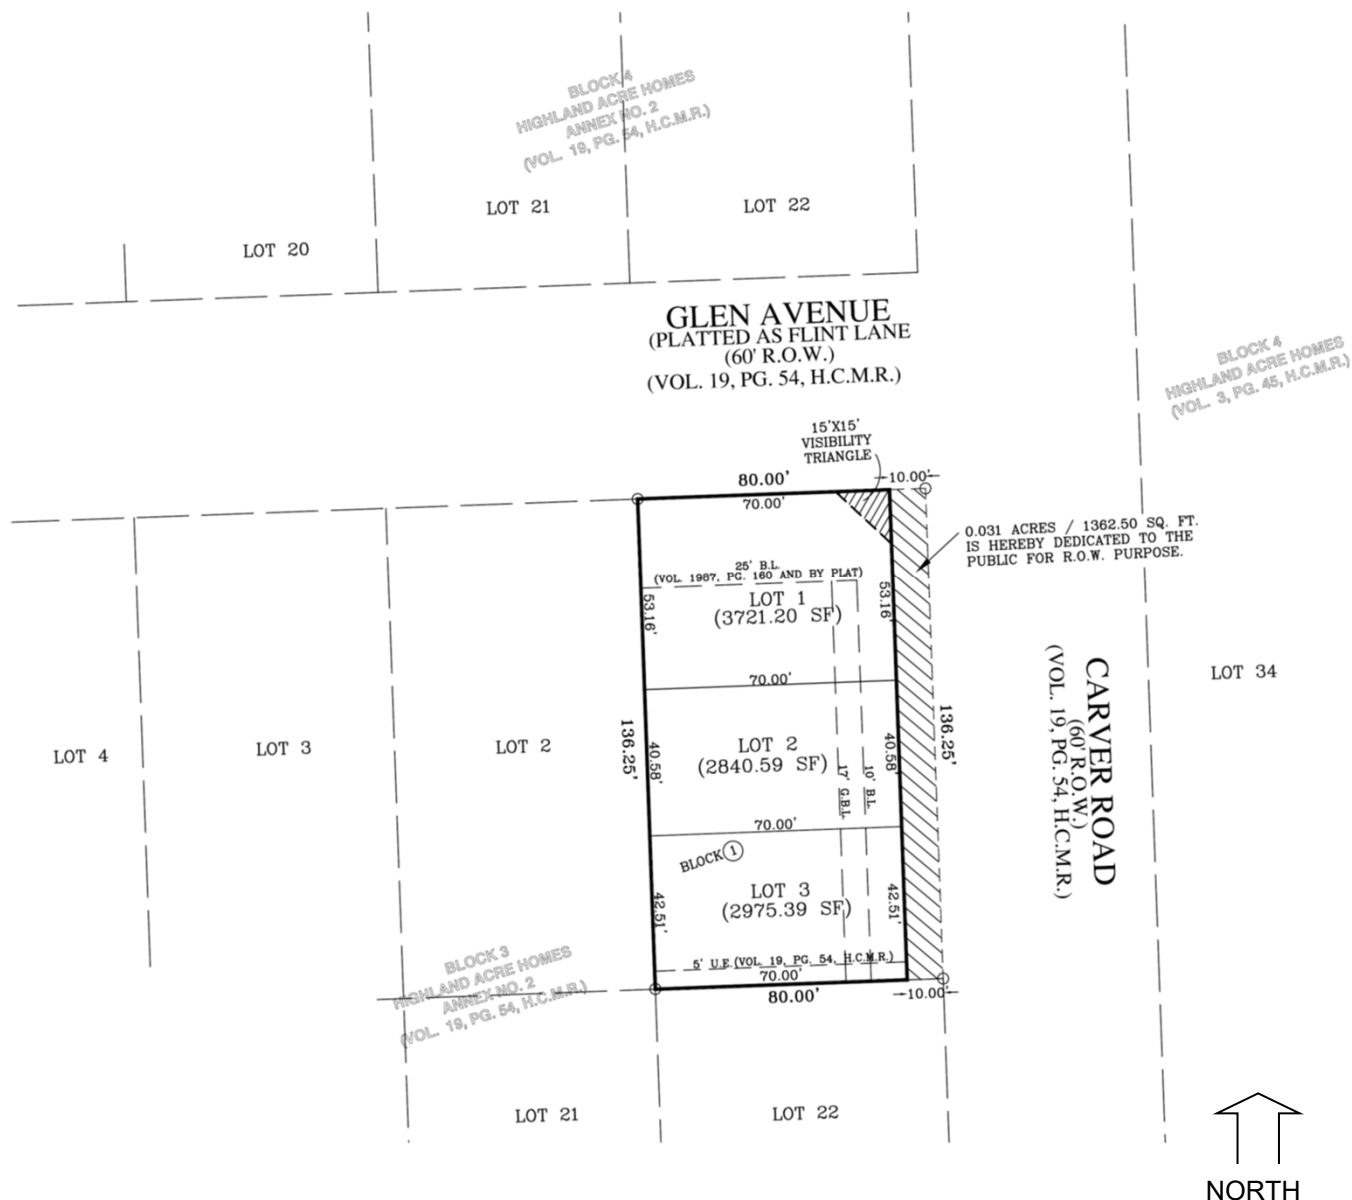 BLOCK 4
HIGHLAND ACRE HOMES
ANNEX NO. 2
(VOL. 19, PG. 54, H.C.M.R.)
LOT 20
LOT 21
LOT 22
GLEN AVENUE
(PLATTED AS FLINT LANE
(60' R.O.W.)
(VOL. 19, PG. 54, H.C.M.R.)
BLOCK 4
HIGHLAND ACRE HOMES
(VOL. 3, PG. 45, H.C.M.R.)
15'X15'
VISIBILITY
TRIANGLE
80.00'
10.00'
70.00'
0.031 ACRES / 1362.50 SQ. FT.
IS HEREBY DEDICATED TO THE
PUBLIC FOR R.O.W. PURPOSE.
25' B.L.
(VOL. 1987, PG. 160 AND BY PLAT)
53.16'
LOT 1
(3721.20 SF)
53.16'
70.00'
LOT 34
CARVER ROAD
(60' R.O.W.)
(VOL. 19, PG. 54, H.C.M.R.)
LOT 4
LOT 3
LOT 2
136.25'
40.58'
LOT 2
(2840.59 SF)
17' G.B.L.
10' B.L.
40.58'
136.25'
70.00'
BLOCK 1
42.51'
LOT 3
(2975.39 SF)
42.51'
5' U.E. (VOL. 19, PG. 54, H.C.M.R.)
70.00'
80.00'
10.00'
BLOCK 3
HIGHLAND ACRE HOMES
ANNEX NO. 2
(VOL. 19, PG. 54, H.C.M.R.)
LOT 21
LOT 22
NORTH